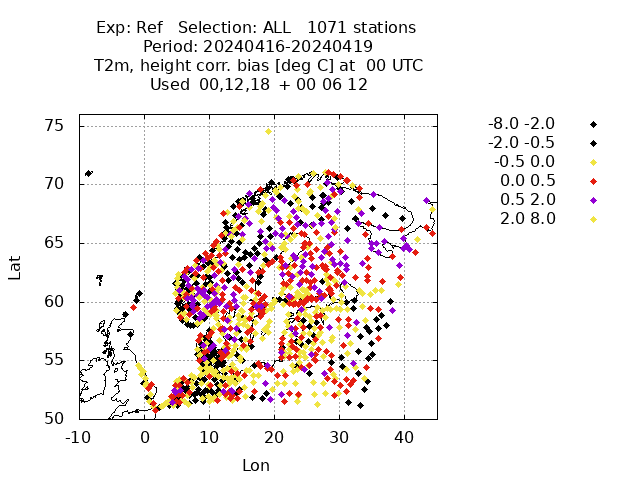 Exp: Ref   Selection: ALL   1071 stations
Period: 20240416-20240419
T2m, height corr. bias [deg C] at  00 UTC
Used  00,12,18  + 00 06 12
-8.0 -2.0
-2.0 -0.5
-0.5 0.0
0.0 0.5
0.5 2.0
2.0 8.0
75
70
65
60
55
50
Lat
-10 0 10 20 30 40
Lon